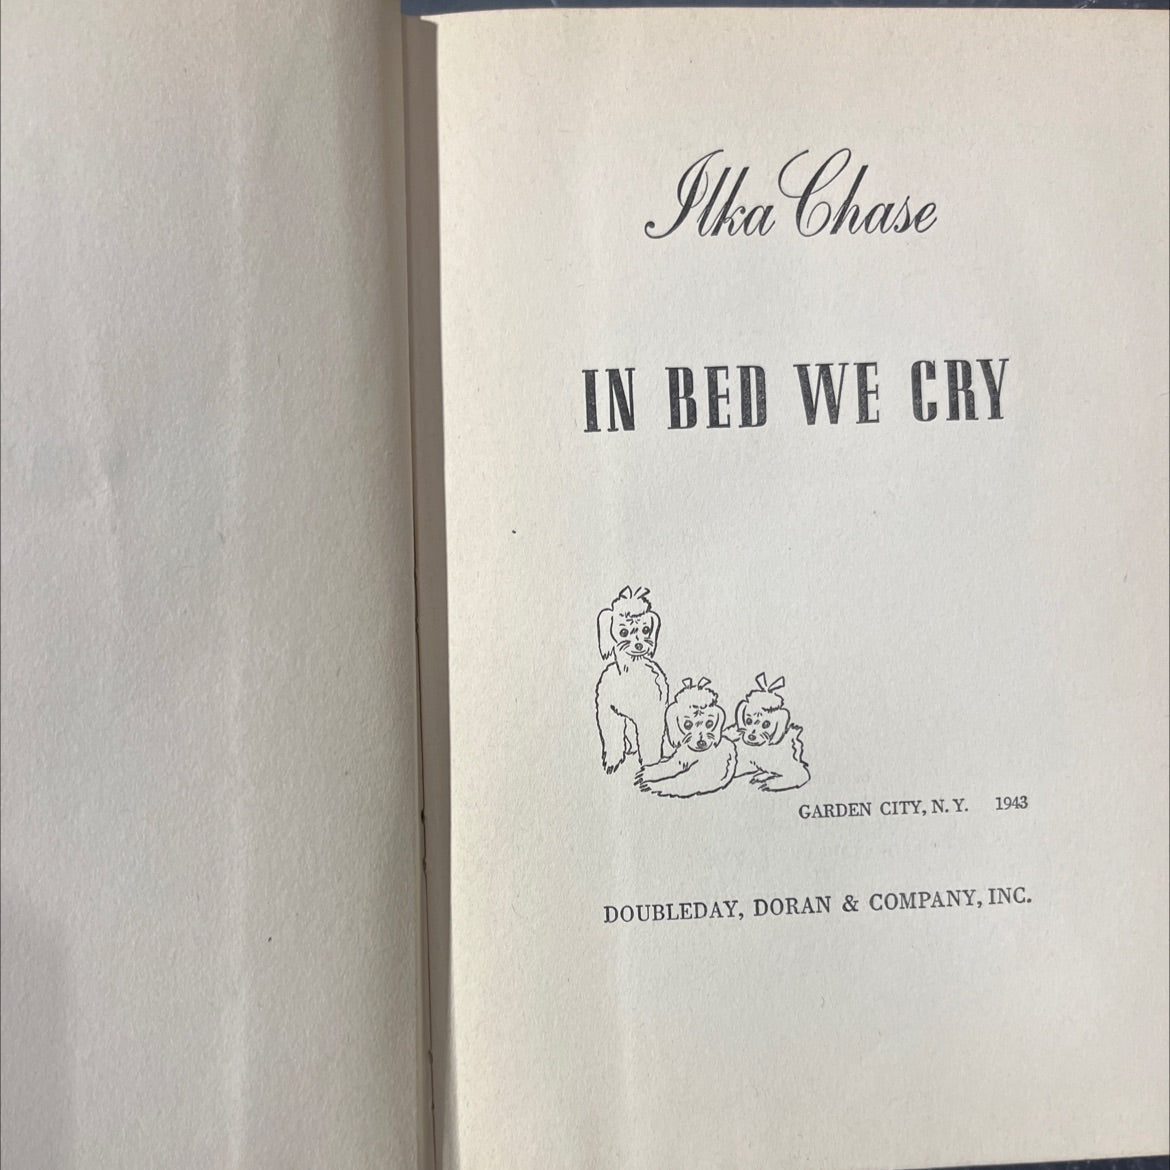 Ilka Chase
IN BED WE CRY
GARDEN CITY, N. Y. 1943
DOUBLEDAY, DORAN & COMPANY, INC.